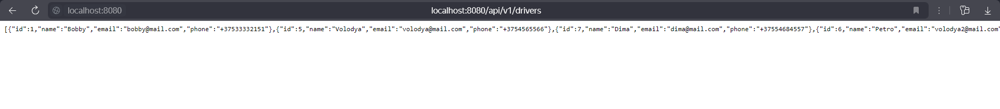 localhost:8080 localhost:8080/api/v1/drivers
[{"id":1,"name":"Bobby","email":"bobby@mail.com","phone":"+37533332151"},{"id":5,"name":"Volodya","email":"volodya@mail.com","phone":"+3754565566"},{"id":7,"name":"Dima","email":"dima@mail.com","phone":"+37554684557"},{"id":6,"name":"Petro","email":"volodya2@mail.com"